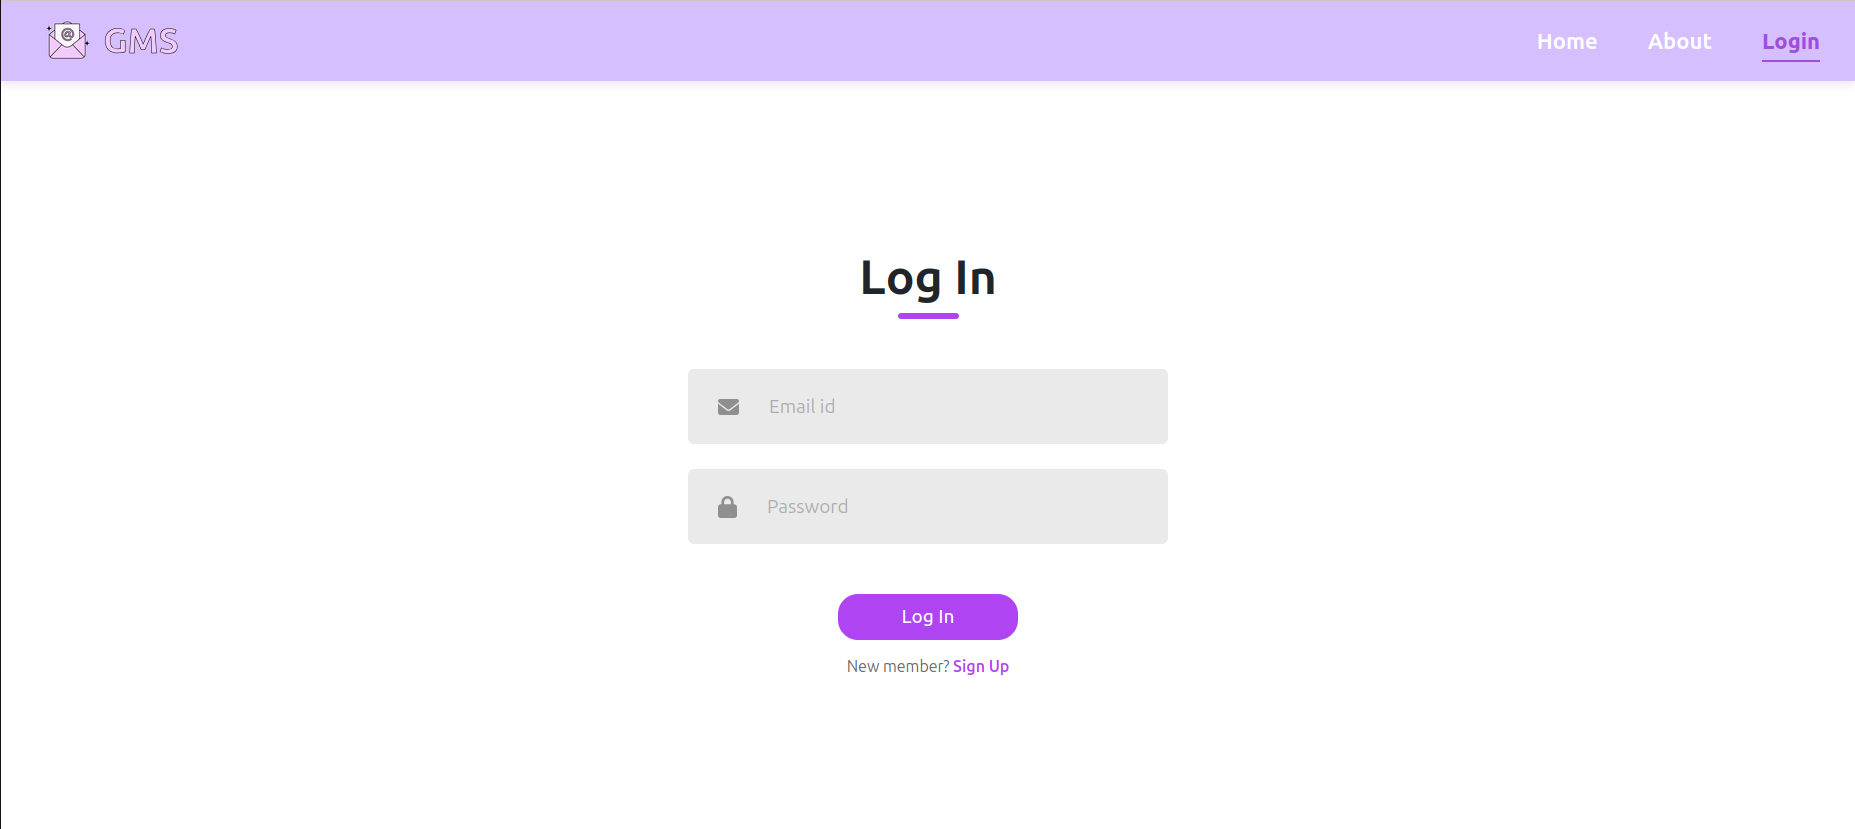 @ GMS
Home About Login
Log In
Email id
Password
Log In
New member? Sign Up